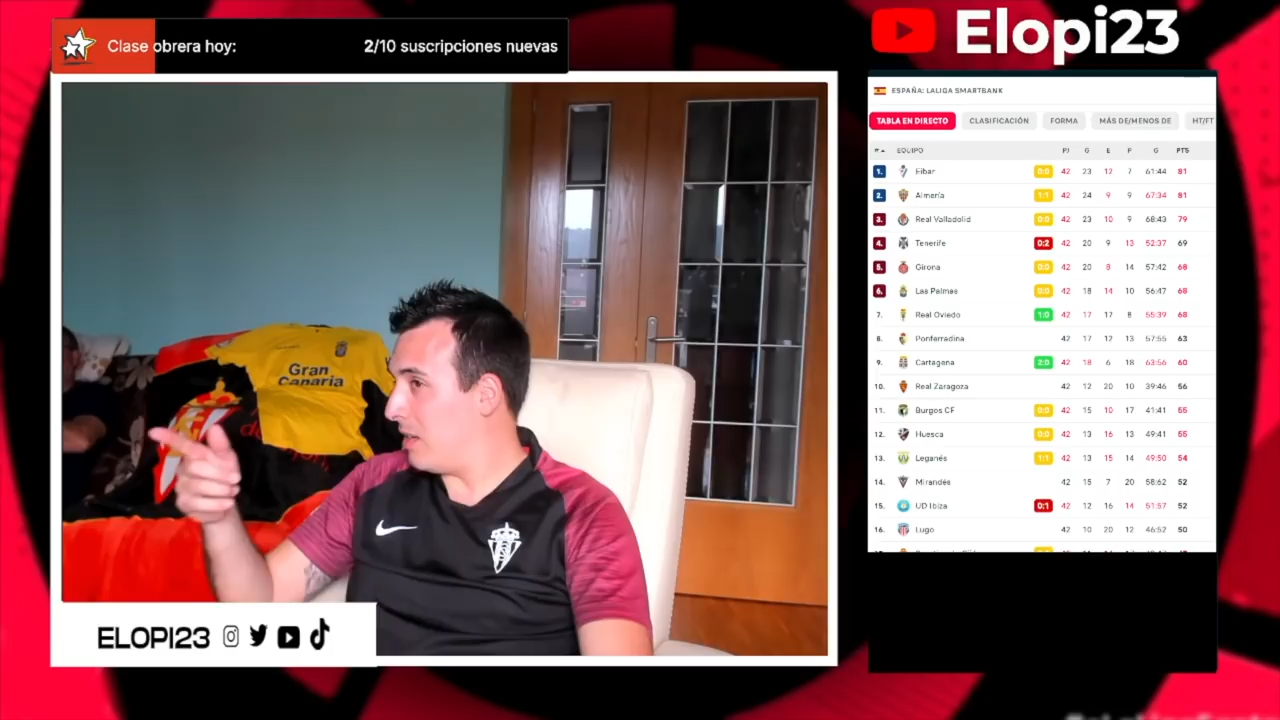 Clase obrera hoy: 2/10 suscripciones nuevas
Elopi23
ESPAÑA: LALIGA SMARTBANK
TABLA EN DIRECTO CLASIFICACIÓN FORMA MÁS DE/MENOS DE HT/FT
# EQUIPO PJ G E P G PTS
1. Eibar 0:0 42 23 12 7 61:44 81
2. Almería 1:1 42 24 9 9 67:34 81
3. Real Valladolid 0:0 42 23 10 9 68:43 79
4. Tenerife 0:2 42 20 9 13 52:37 69
5. Girona 0:0 42 20 8 14 57:42 68
6. Las Palmas 0:0 42 18 14 10 56:47 68
7. Real Oviedo 1:0 42 17 17 8 55:39 68
8. Ponferradina 42 17 12 13 57:55 63
9. Cartagena 2:0 42 18 6 18 63:56 60
10. Real Zaragoza 42 12 20 10 39:46 56
11. Burgos CF 0:0 42 15 10 17 41:41 55
12. Huesca 0:0 42 13 16 13 49:41 55
13. Leganés 1:1 42 13 15 14 49:50 54
14. Mirandés 42 15 7 20 58:62 52
15. UD Ibiza 0:1 42 12 16 14 51:57 52
16. Lugo 42 10 20 12 46:52 50
Gran
Canaria
ELOPI23